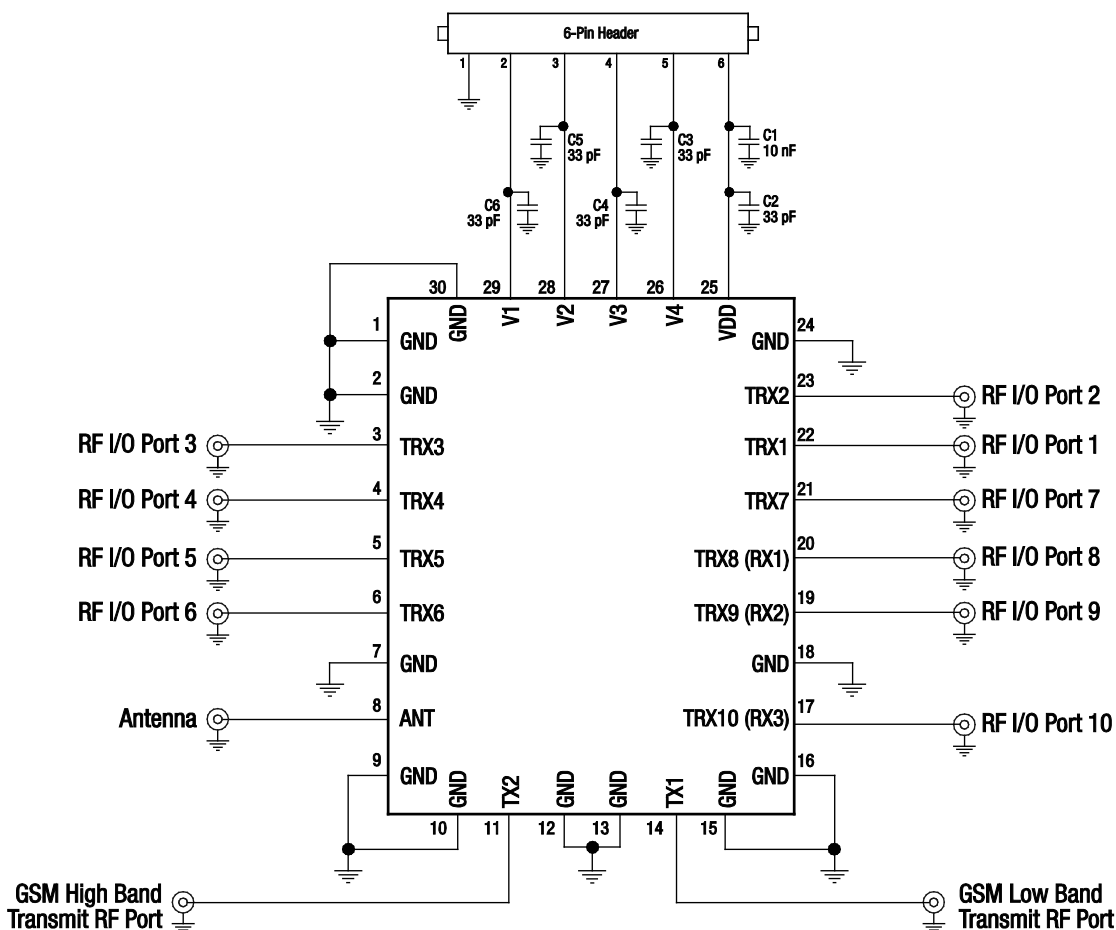 6-Pin Header
1 2 3 4 5 6
C5
33 pF
C3
33 pF
C1
10 nF
C6
33 pF
C4
33 pF
C2
33 pF
30 29 28 27 26 25
GND V1 V2 V3 V4 VDD
1 GND
GND 24
2 GND
TRX2 23 RF I/O Port 2
RF I/O Port 3 3 TRX3
TRX1 22 RF I/O Port 1
RF I/O Port 4 4 TRX4
TRX7 21 RF I/O Port 7
RF I/O Port 5 5 TRX5
TRX8 (RX1) 20 RF I/O Port 8
RF I/O Port 6 6 TRX6
TRX9 (RX2) 19 RF I/O Port 9
7 GND
GND 18
Antenna 8 ANT
TRX10 (RX3) 17 RF I/O Port 10
9 GND
GND 16
GND TX2 GND GND TX1 GND
10 11 12 13 14 15
GSM High Band
Transmit RF Port
GSM Low Band
Transmit RF Port